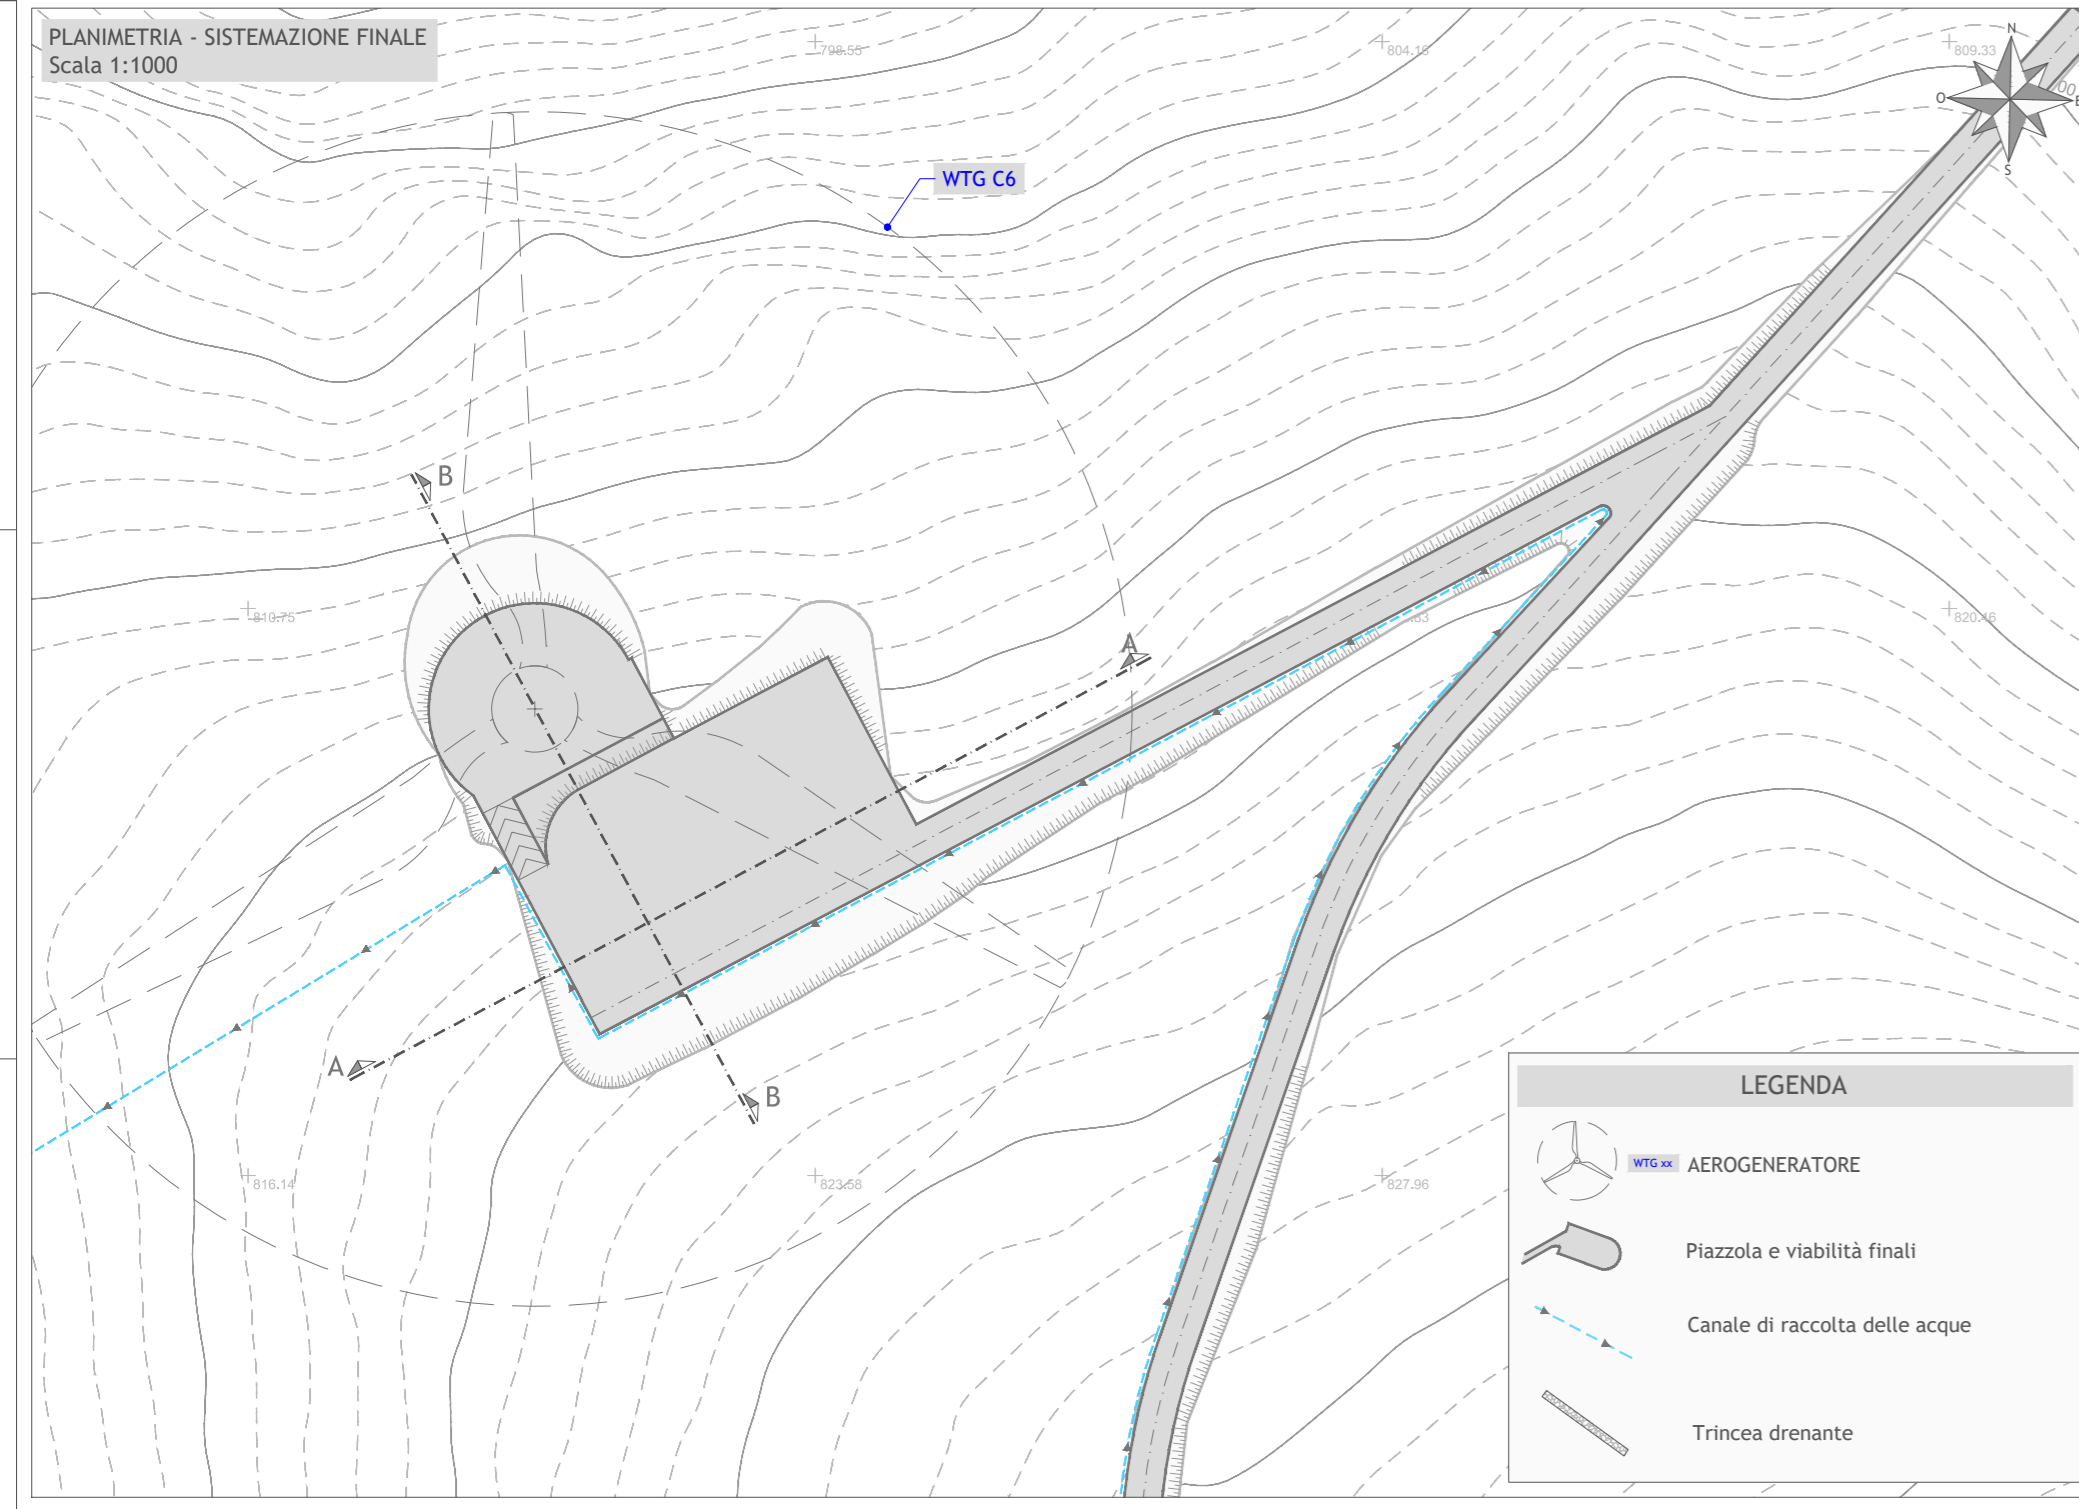 PLANIMETRIA - SISTEMAZIONE FINALE
Scala 1:1000
798.55
804.16
809.33
N
O
E
S
00
WTG C6
B
810.75
820.46
A
A
B
816.14
823.58
827.96
LEGENDA
WTG xx AEROGENERATORE
Piazzola e viabilità finali
Canale di raccolta delle acque
Trincea drenante